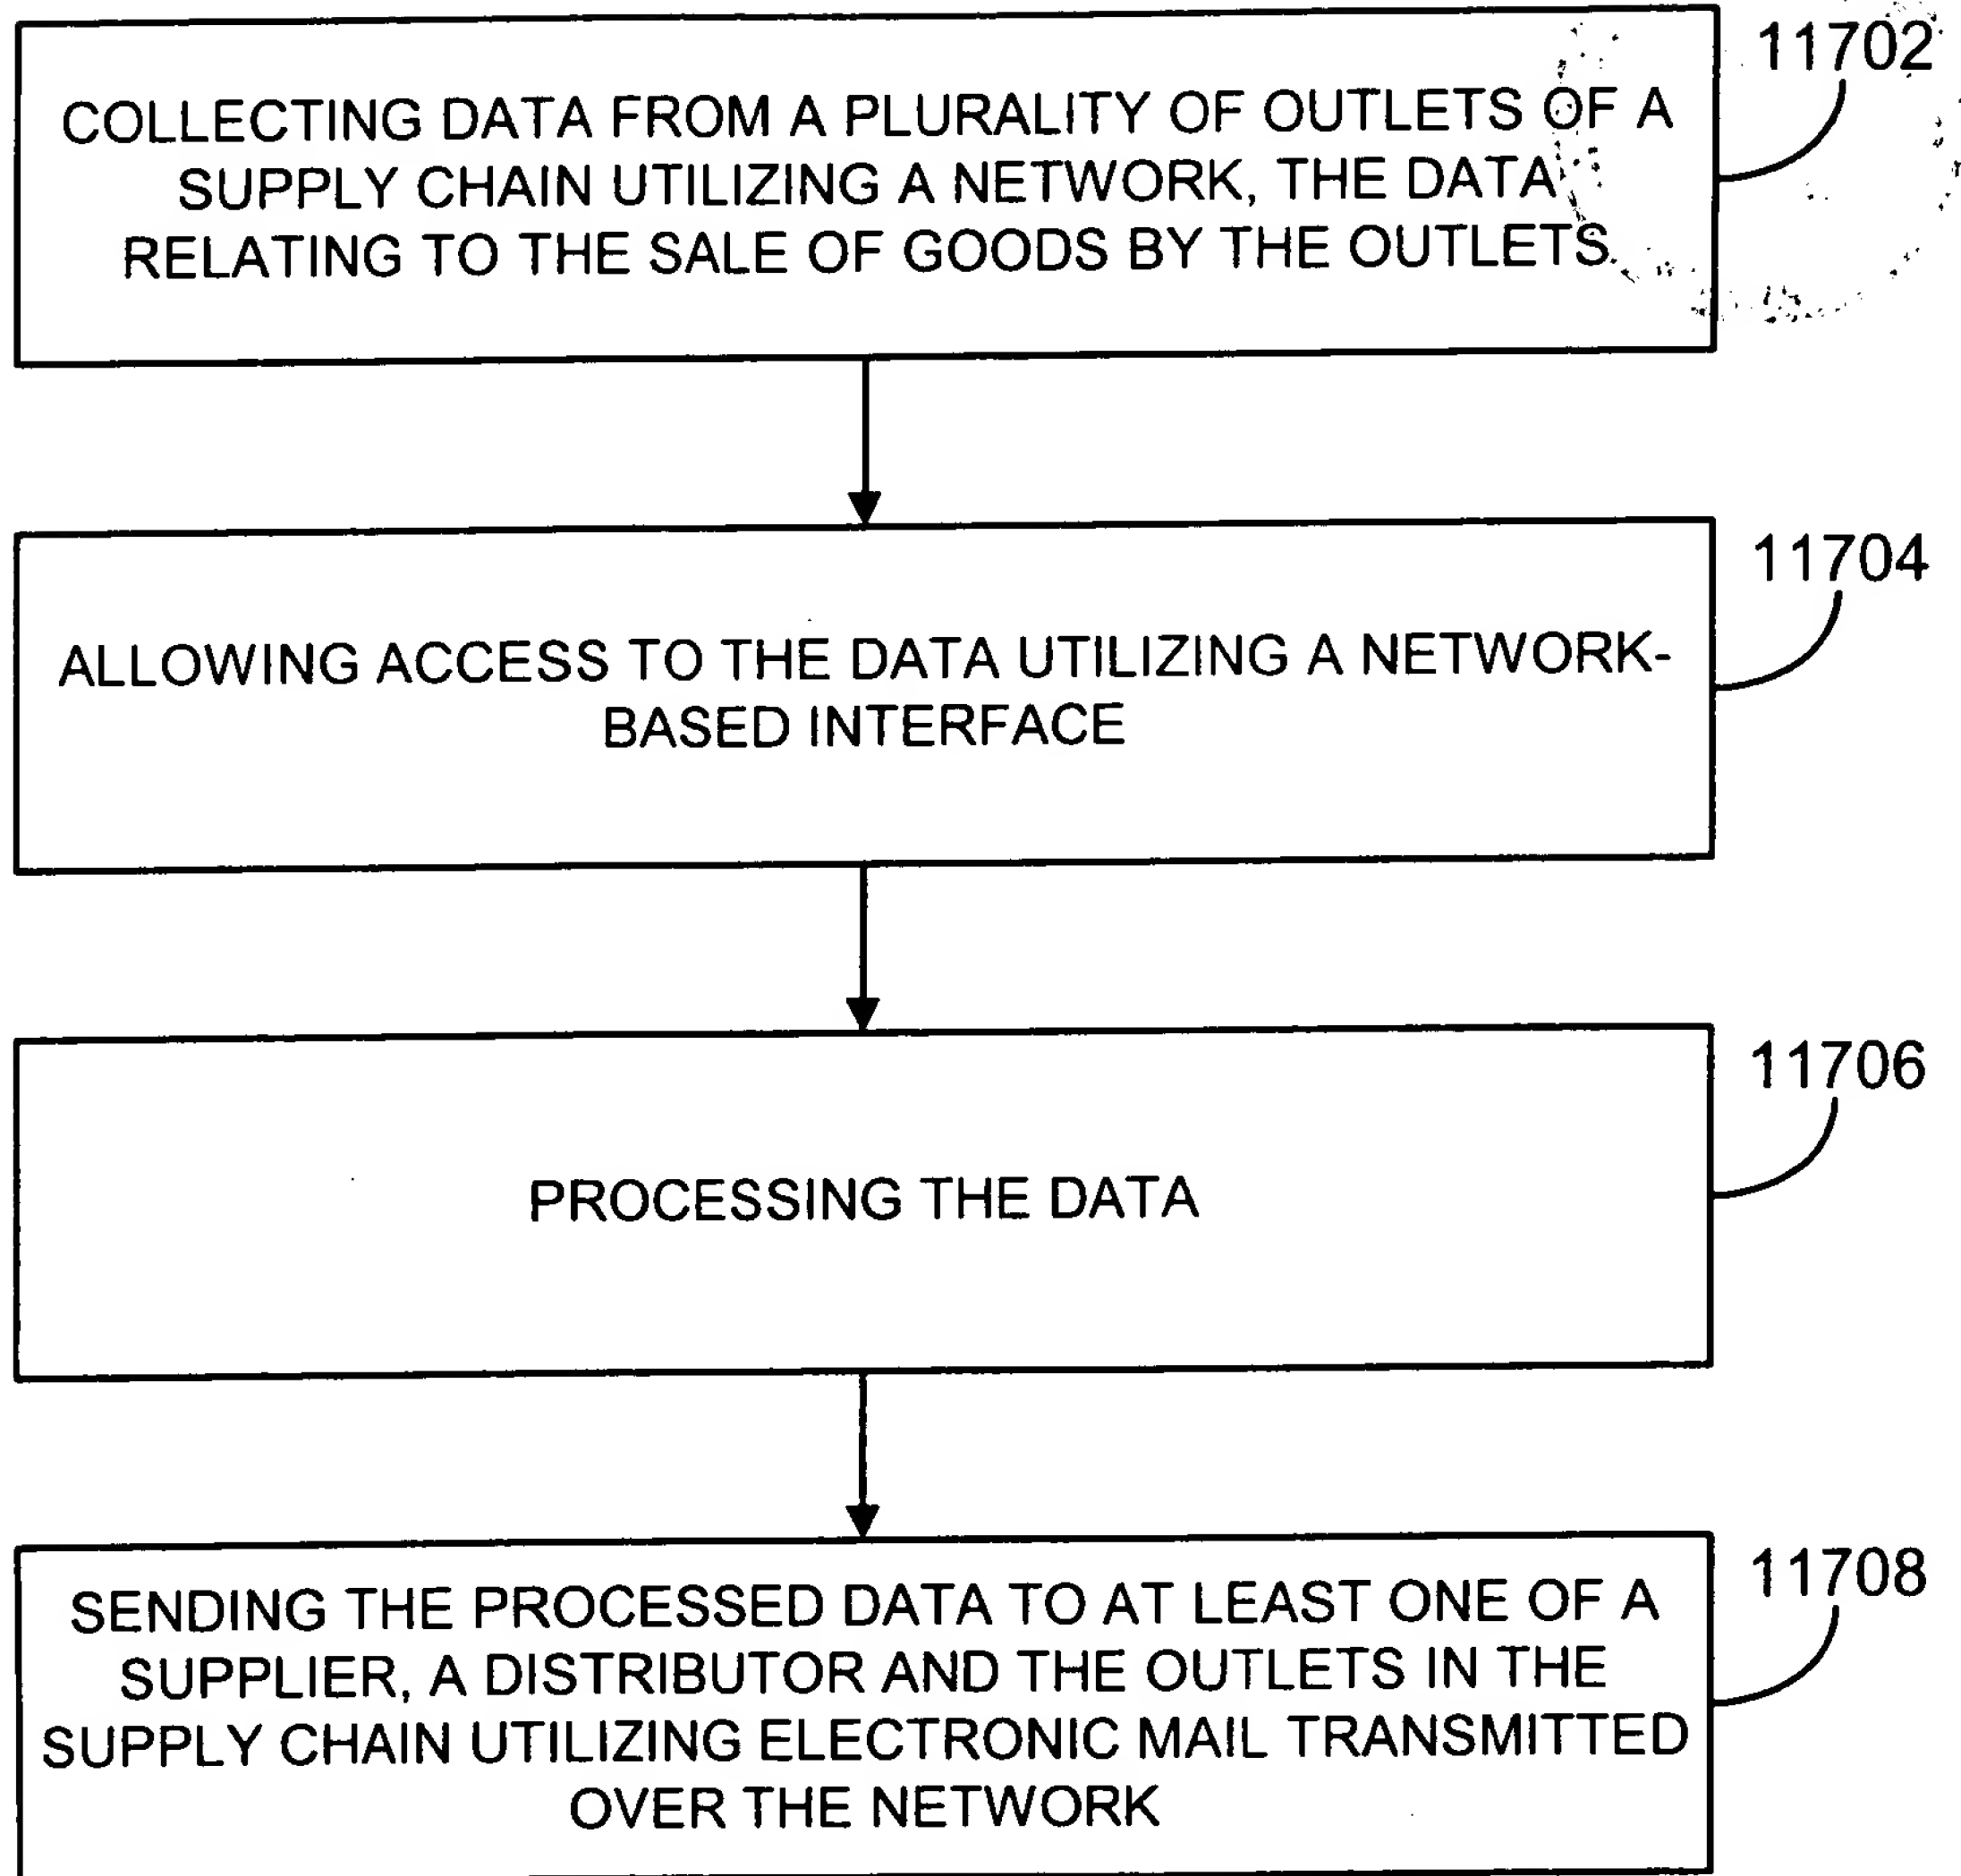 11702
COLLECTING DATA FROM A PLURALITY OF OUTLETS OF A
SUPPLY CHAIN UTILIZING A NETWORK, THE DATA
RELATING TO THE SALE OF GOODS BY THE OUTLETS
11704
ALLOWING ACCESS TO THE DATA UTILIZING A NETWORK-
BASED INTERFACE
11706
PROCESSING THE DATA
11708
SENDING THE PROCESSED DATA TO AT LEAST ONE OF A
SUPPLIER, A DISTRIBUTOR AND THE OUTLETS IN THE
SUPPLY CHAIN UTILIZING ELECTRONIC MAIL TRANSMITTED
OVER THE NETWORK